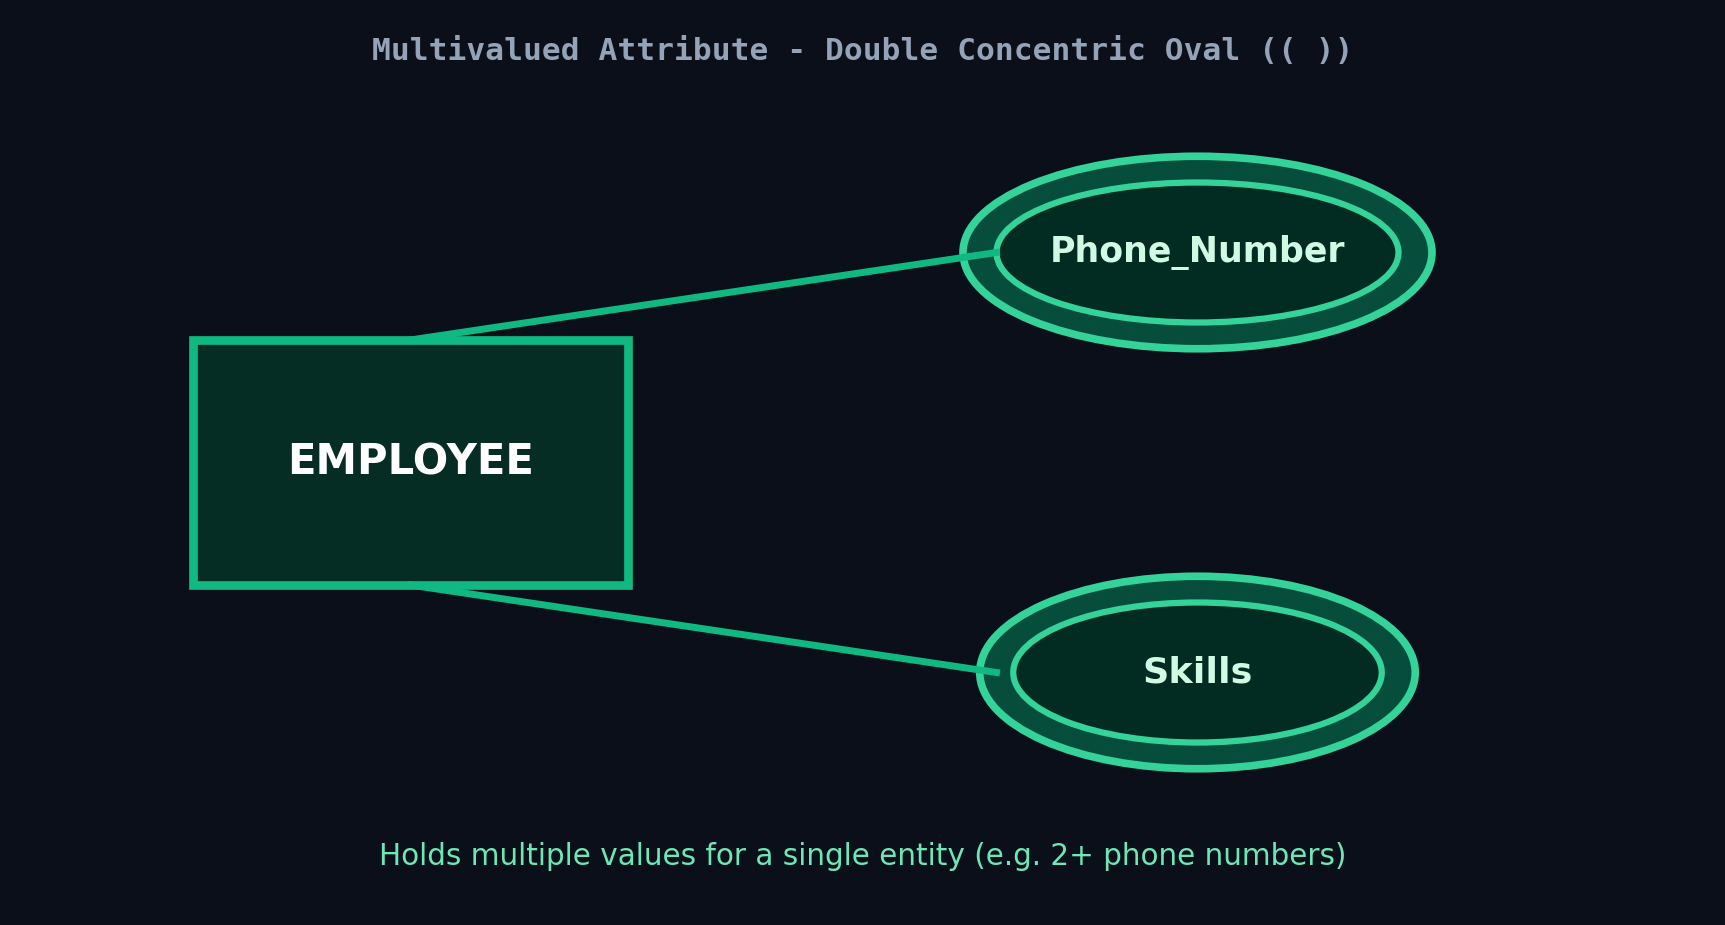 Multivalued Attribute - Double Concentric Oval (( ))
Phone_Number
EMPLOYEE
Skills
Holds multiple values for a single entity (e.g. 2+ phone numbers)